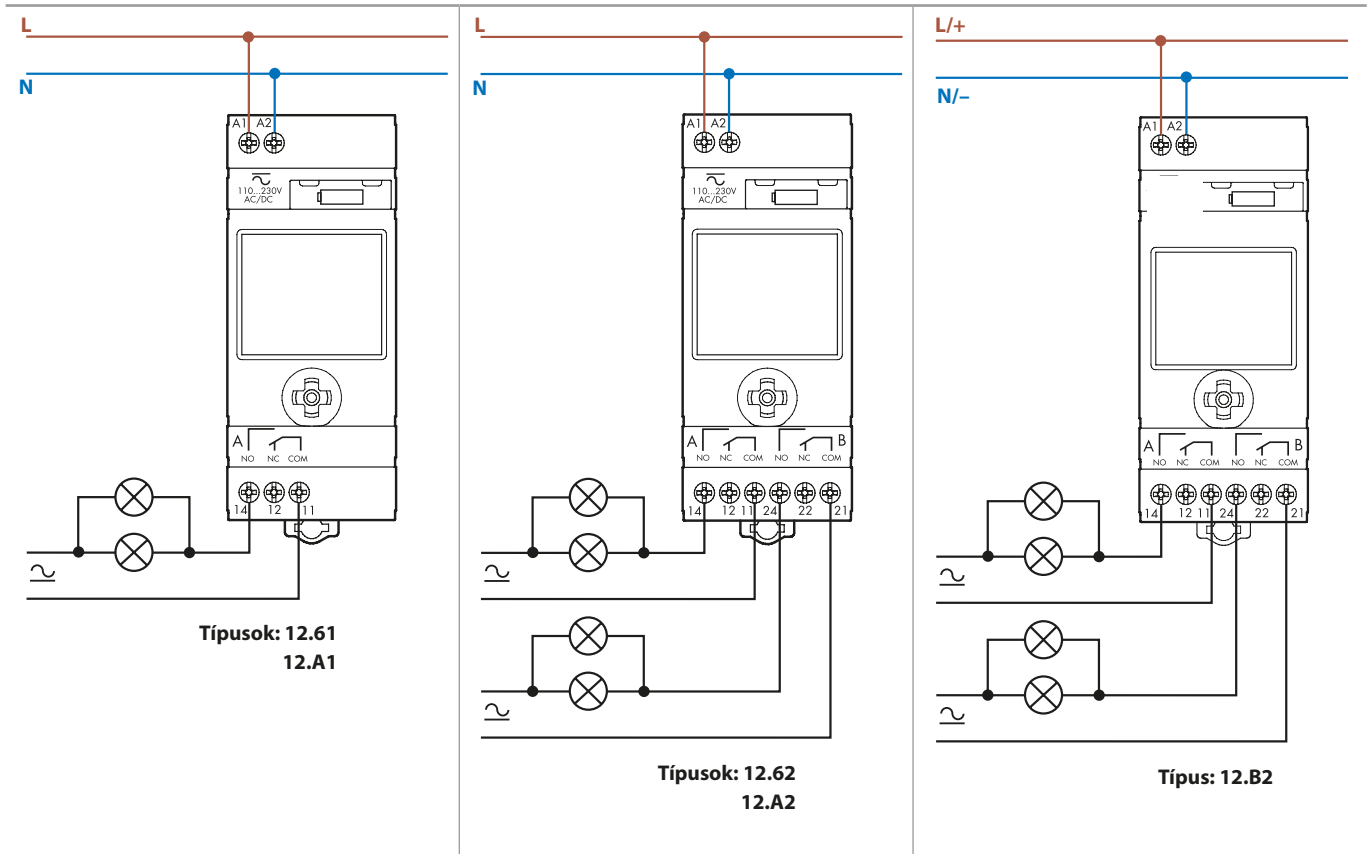 L
N
A1 A2
110...230V
AC/DC
A
NO NC COM
14 12 11
Típusok: 12.61
12.A1
L
N
A1 A2
110...230V
AC/DC
A B
NO NC COM NO NC COM
14 12 11 24 22 21
Típusok: 12.62
12.A2
L/+
N/–
A1 A2
A B
NO NC COM NO NC COM
14 12 11 24 22 21
Típus: 12.B2